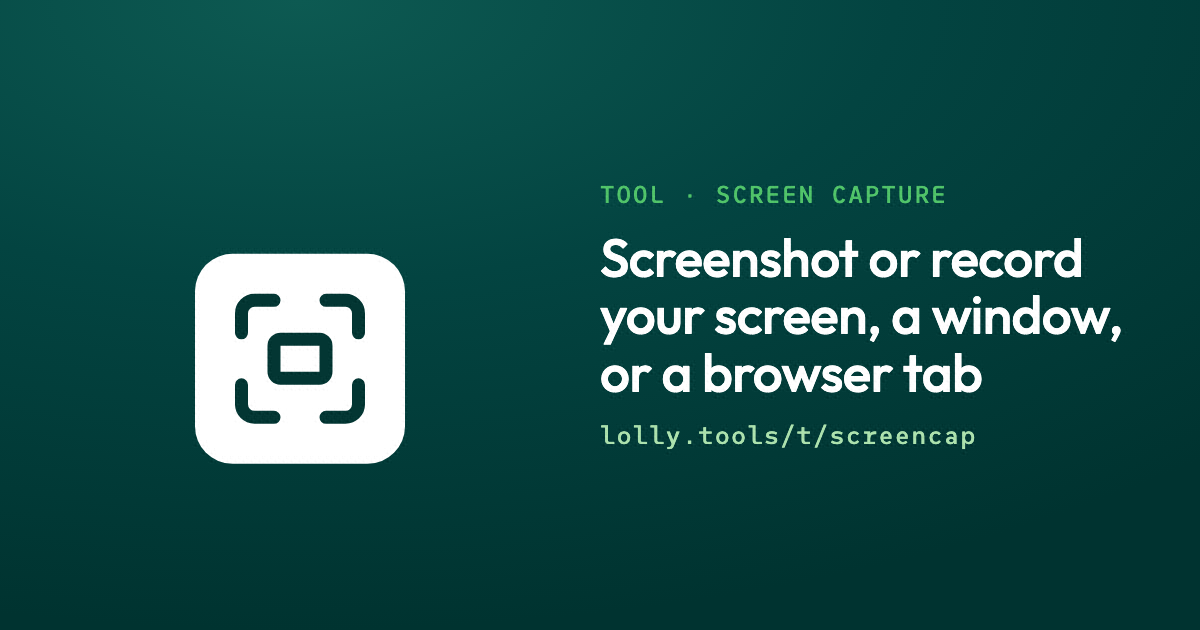 TOOL · SCREEN CAPTURE
Screenshot or record
your screen, a window,
or a browser tab
lolly.tools/t/screencap